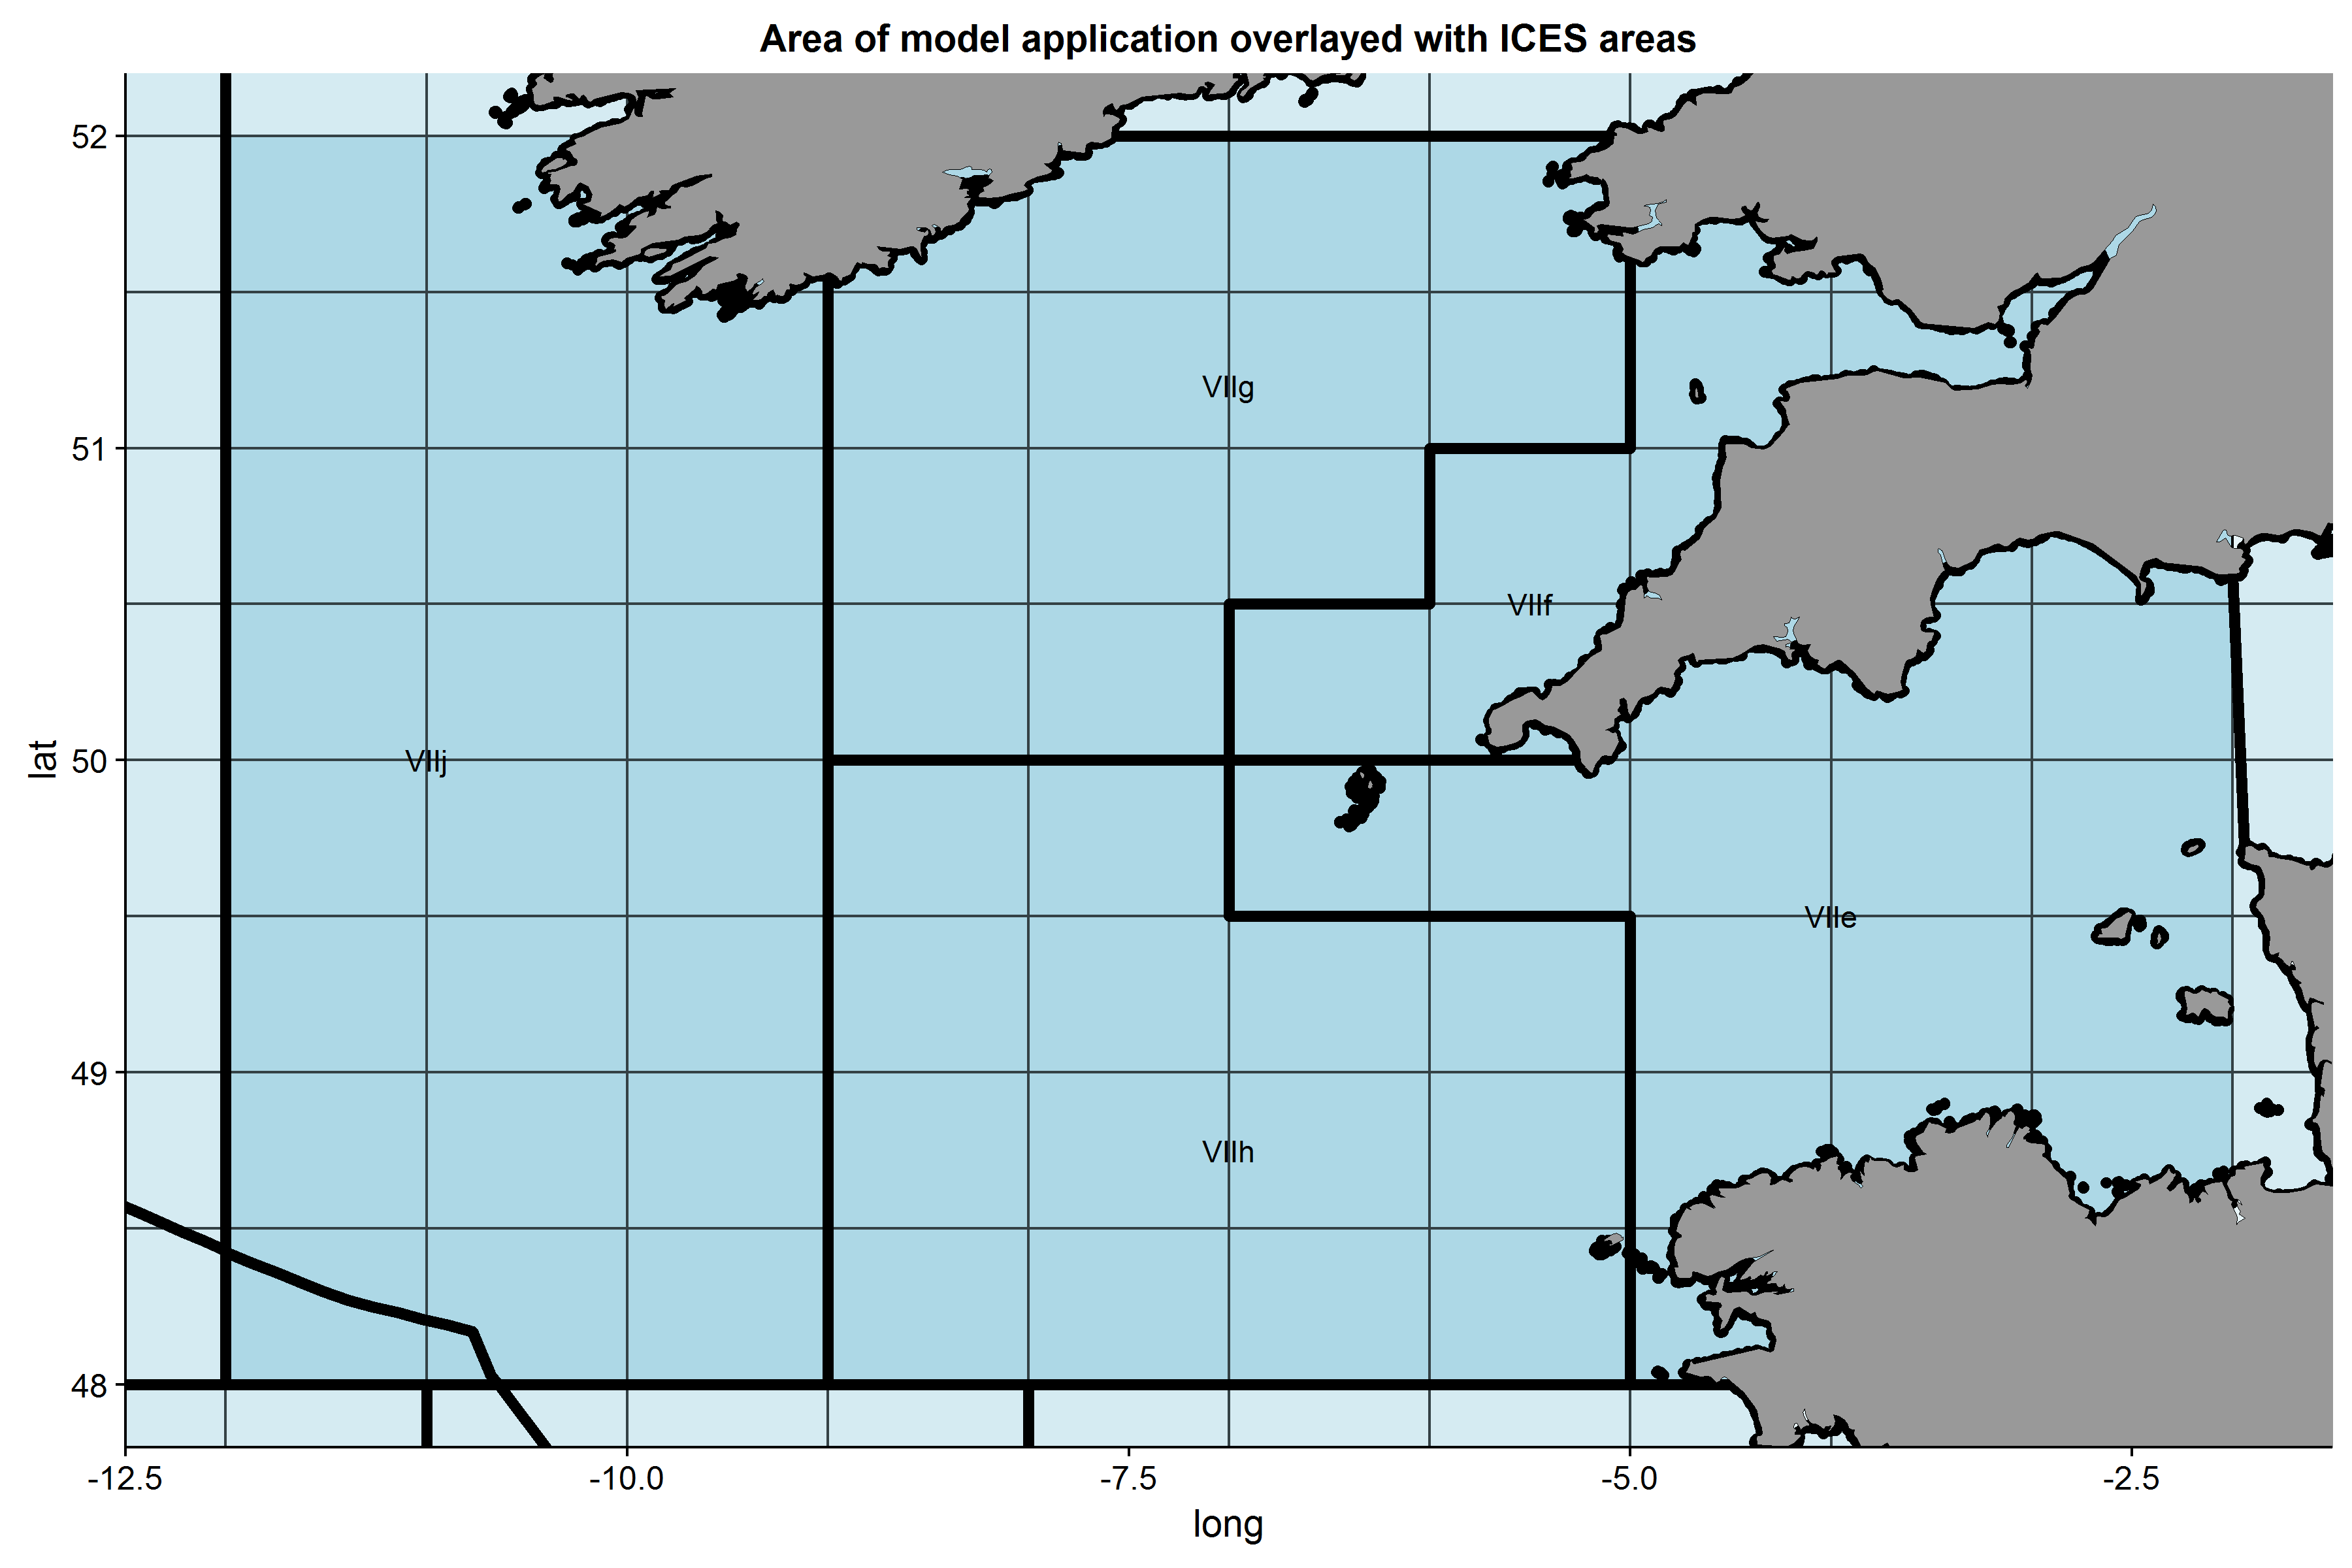 Area of model application overlayed with ICES areas
52
51
50
49
48
lat
VIIg
VIIf
VIIj
VIIe
VIIh
-12.5
-10.0
-7.5
-5.0
-2.5
long